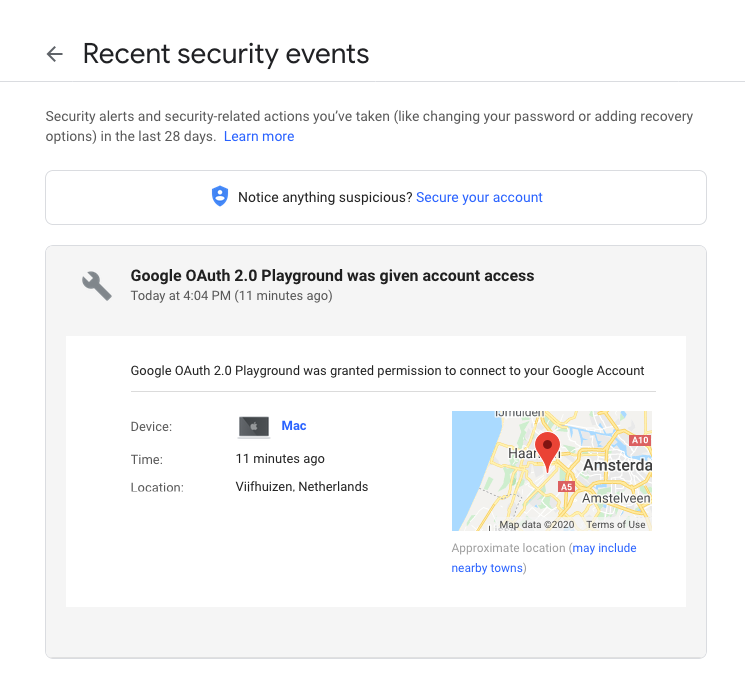 Recent security events
Security alerts and security-related actions you've taken (like changing your password or adding recovery
options) in the last 28 days. Learn more
Notice anything suspicious? Secure your account
Google OAuth 2.0 Playground was given account access
Today at 4:04 PM (11 minutes ago)
Google OAuth 2.0 Playground was granted permission to connect to your Google Account
Device: Mac
Time: 11 minutes ago
Location: Vijfhuizen, Netherlands
IJmuiden
A10
Haar
Amsterda
A5
Amstelveen
Map data ©2020 Terms of Use
Approximate location (may include
nearby towns)